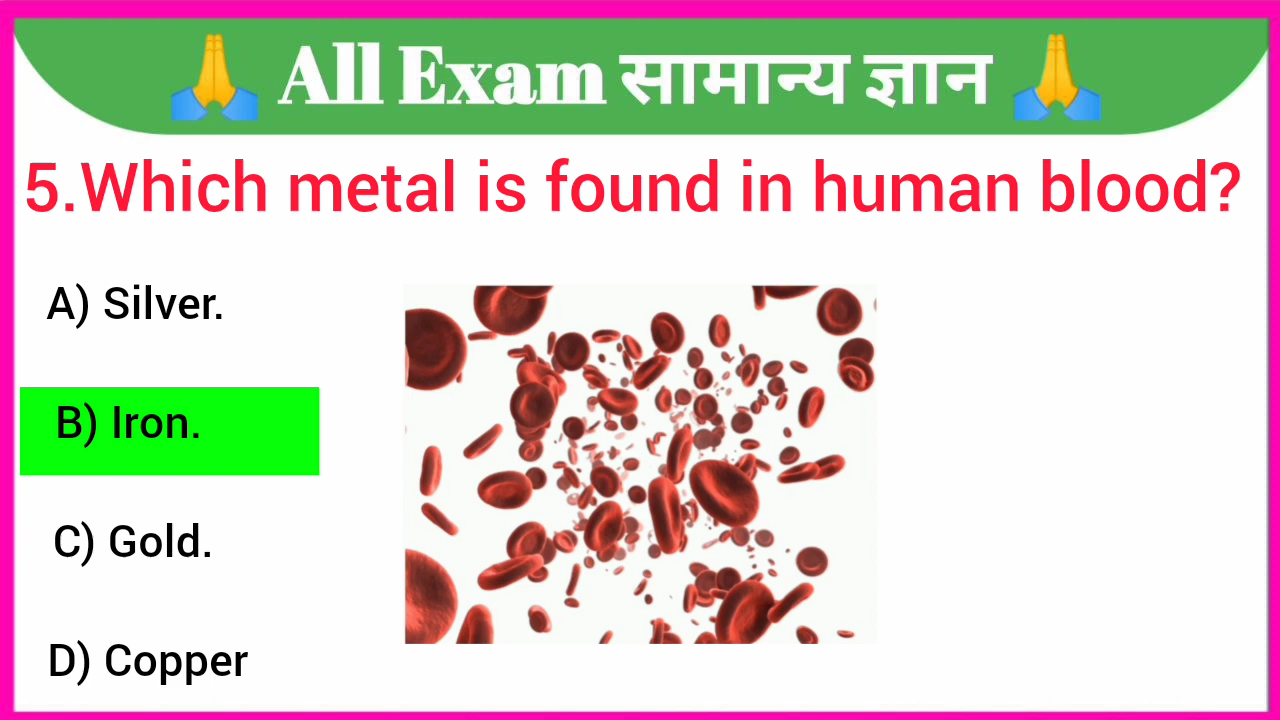 All Exam सामान्य ज्ञान
5.Which metal is found in human blood?
A) Silver.
B) Iron.
C) Gold.
D) Copper